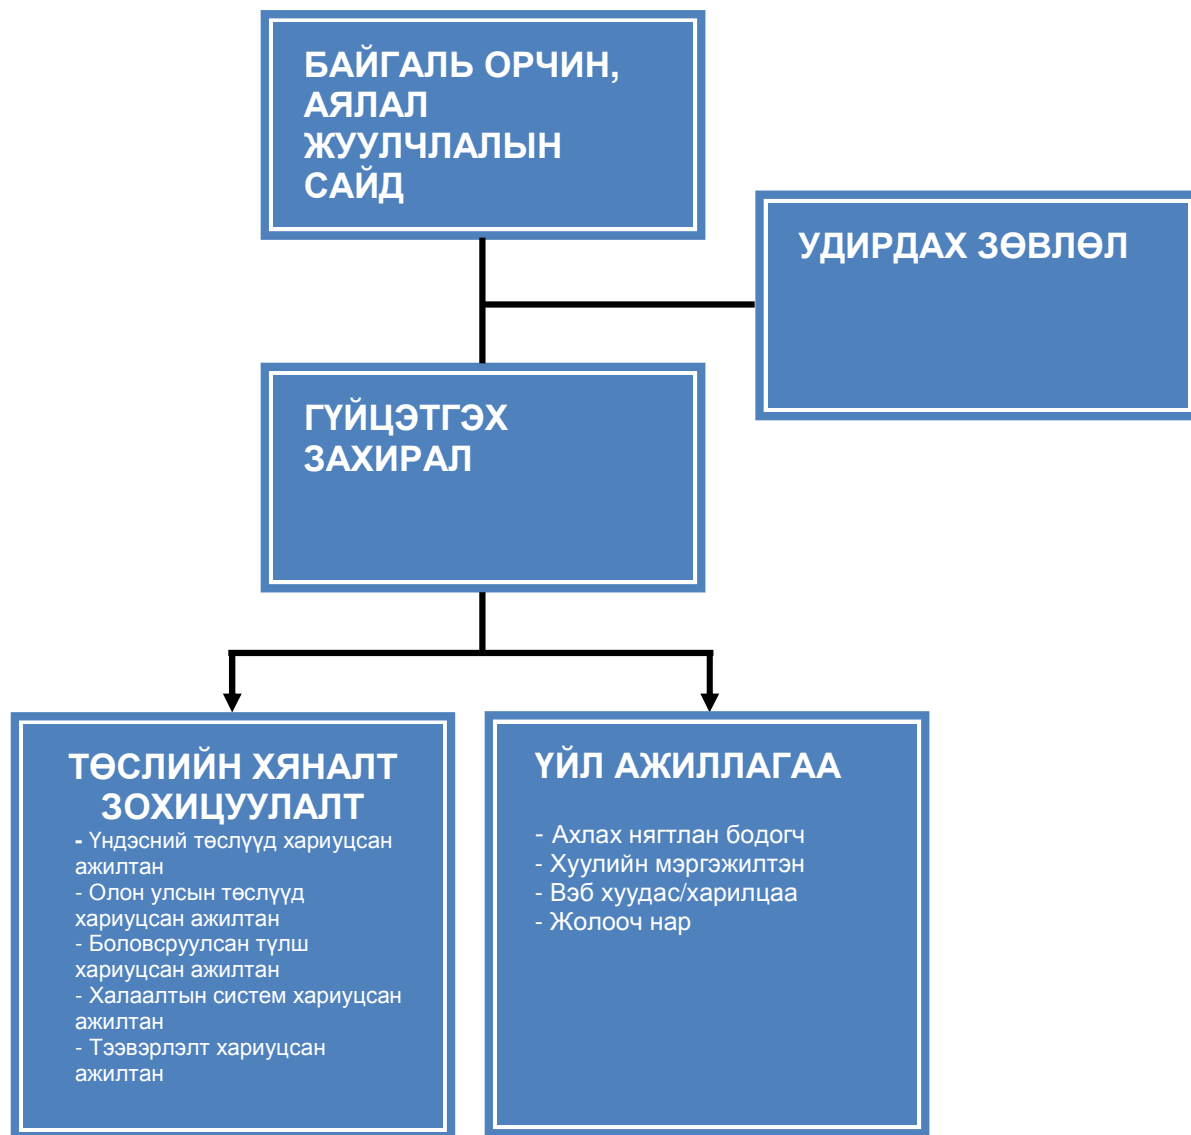 БАЙГАЛЬ ОРЧИН,
АЯЛАЛ
ЖУУЛЧЛАЛЫН
САЙД
УДИРДАХ ЗӨВЛӨЛ
ГҮЙЦЭТГЭХ
ЗАХИРАЛ
ТӨСЛИЙН ХЯНАЛТ
ЗОХИЦУУЛАЛТ
- Үндэсний төслүүд хариуцсан
ажилтан
- Олон улсын төслүүд
хариуцсан ажилтан
- Боловсруулсан түлш
хариуцсан ажилтан
- Халаалтын систем хариуцсан
ажилтан
- Тээвэрлэлт хариуцсан
ажилтан
ҮЙЛ АЖИЛЛАГАА
- Ахлах нягтлан бодогч
- Хуулийн мэргэжилтэн
- Вэб хуудас/харилцаа
- Жолооч нар